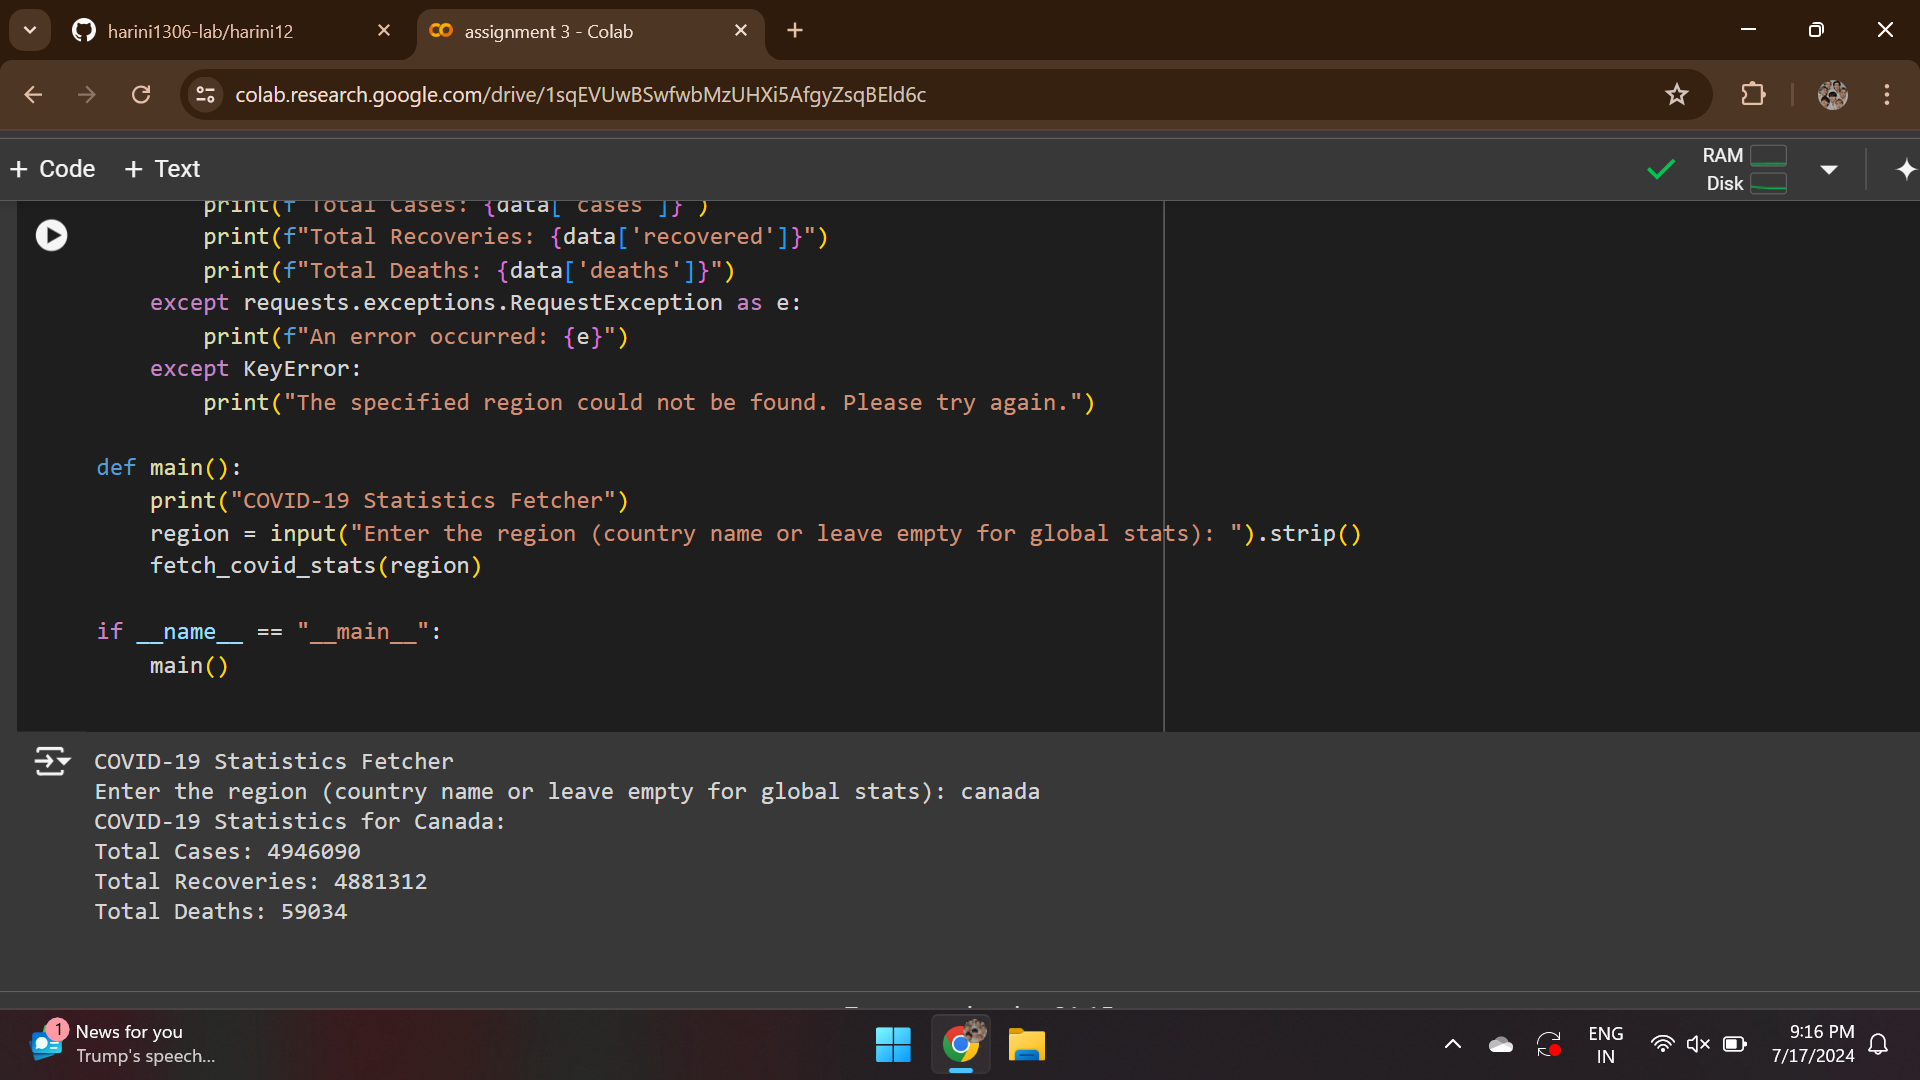 harini1306-lab/harini12
assignment 3 - Colab
colab.research.google.com/drive/1sqEVUwBSwfwbMzUHXi5AfgyZsqBEld6c
+ Code + Text
RAM
Disk
print(f"Total Cases: {data['cases']}")
print(f"Total Recoveries: {data['recovered']}")
print(f"Total Deaths: {data['deaths']}")
except requests.exceptions.RequestException as e:
print(f"An error occurred: {e}")
except KeyError:
print("The specified region could not be found. Please try again.")
def main():
print("COVID-19 Statistics Fetcher")
region = input("Enter the region (country name or leave empty for global stats): ").strip()
fetch_covid_stats(region)
if __name__ == "__main__":
main()
COVID-19 Statistics Fetcher
Enter the region (country name or leave empty for global stats): canada
COVID-19 Statistics for Canada:
Total Cases: 4946090
Total Recoveries: 4881312
Total Deaths: 59034
1
News for you
Trump's speech...
ENG
IN
9:16 PM
7/17/2024